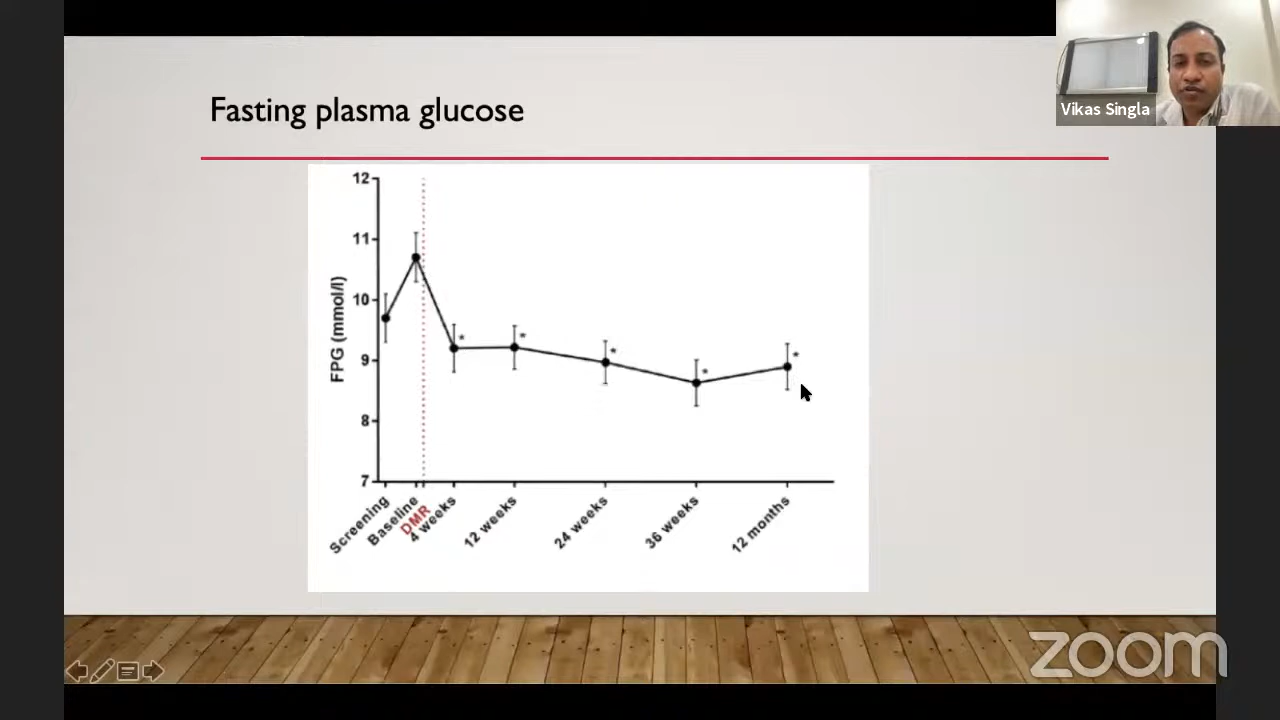 Fasting plasma glucose
Vikas Singla
12
11
10
9
8
7
FPG (mmol/l)
*
*
*
*
*
Screening
Baseline
DMR
4 weeks
12 weeks
24 weeks
36 weeks
12 months
zoom